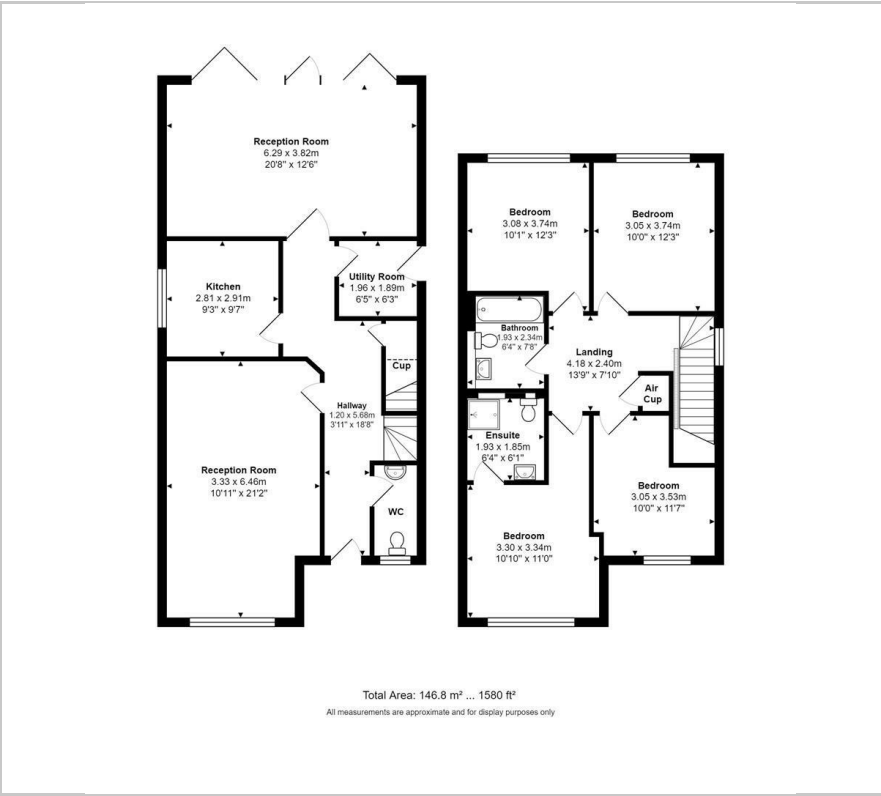 Reception Room
6.29 x 3.82m
20'8" x 12'6"
Kitchen
2.81 x 2.91m
9'3" x 9'7"
Utility Room
1.96 x 1.89m
6'5" x 6'3"
Cup
Hallway
1.20 x 5.68m
3'11" x 18'8"
Reception Room
3.33 x 6.46m
10'11" x 21'2"
WC
Bedroom
3.08 x 3.74m
10'1" x 12'3"
Bedroom
3.05 x 3.74m
10'0" x 12'3"
Bathroom
1.93 x 2.34m
6'4" x 7'8"
Landing
4.18 x 2.40m
13'9" x 7'10"
Air
Cup
Ensuite
1.93 x 1.85m
6'4" x 6'1"
Bedroom
3.05 x 3.53m
10'0" x 11'7"
Bedroom
3.30 x 3.34m
10'10" x 11'0"
Total Area: 146.8 m² ... 1580 ft²
All measurements are approximate and for display purposes only